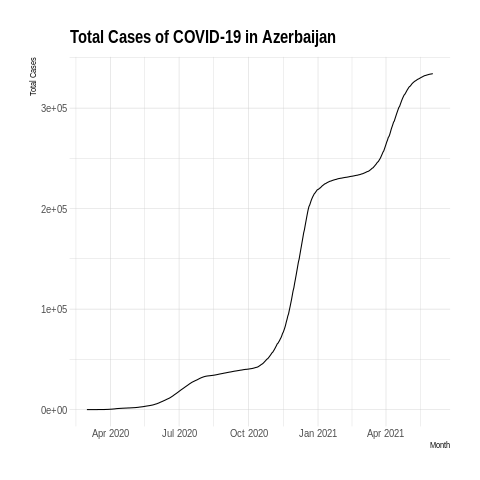 Total Cases of COVID-19 in Azerbaijan
Total Cases
3e+05
2e+05
1e+05
0e+00
Apr 2020 Jul 2020 Oct 2020 Jan 2021 Apr 2021
Month